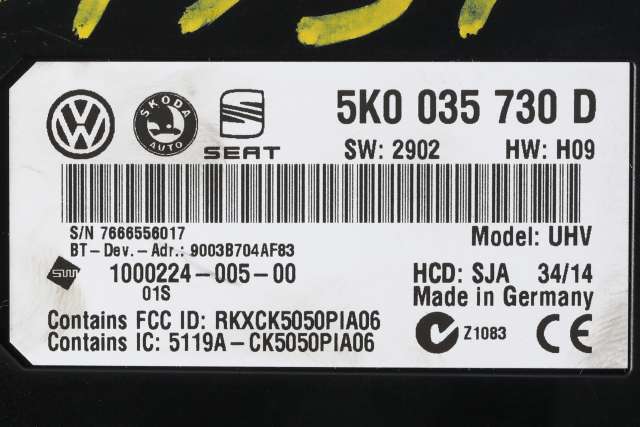 5K0 035 730 D
SKODA
AUTO
SEAT
SW: 2902 HW: H09
S/N 7666556017
BT-Dev.-Adr.: 9003B704AF83
Model: UHV
SW 1000224-005-00
01S
HCD: SJA 34/14
Made in Germany
Contains FCC ID: RKXCK5050PIA06
Contains IC: 5119A-CK5050PIA06
Z1083 CE